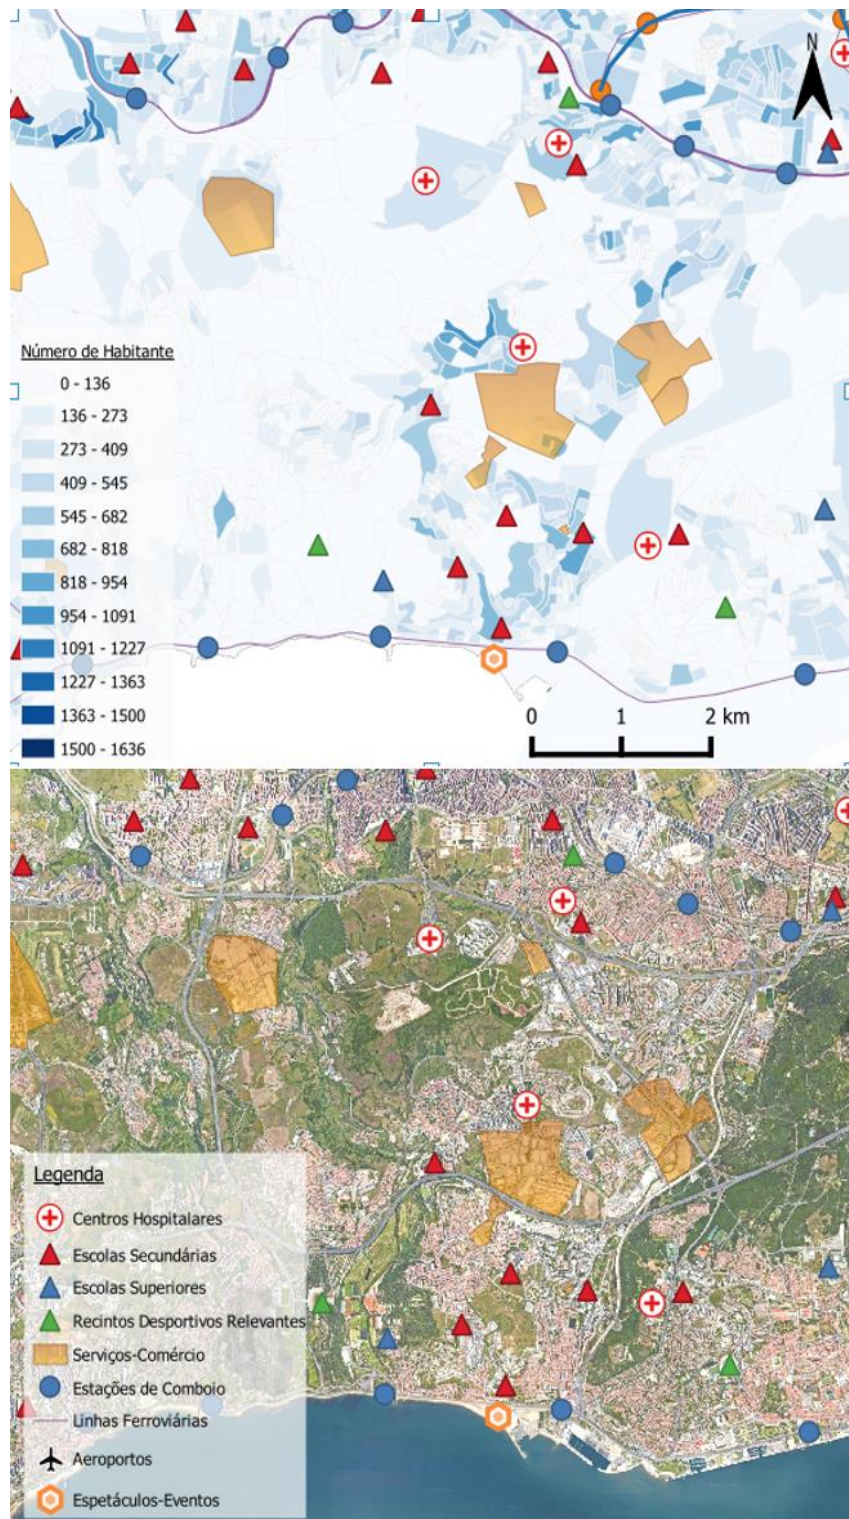 N
Número de Habitante
0 - 136
136 - 273
273 - 409
409 - 545
545 - 682
682 - 818
818 - 954
954 - 1091
1091 - 1227
1227 - 1363
1363 - 1500
1500 - 1636
0 1 2 km
Legenda
Centros Hospitalares
Escolas Secundárias
Escolas Superiores
Recintos Desportivos Relevantes
Serviços-Comércio
Estações de Comboio
Linhas Ferroviárias
Aeroportos
Espetáculos-Eventos